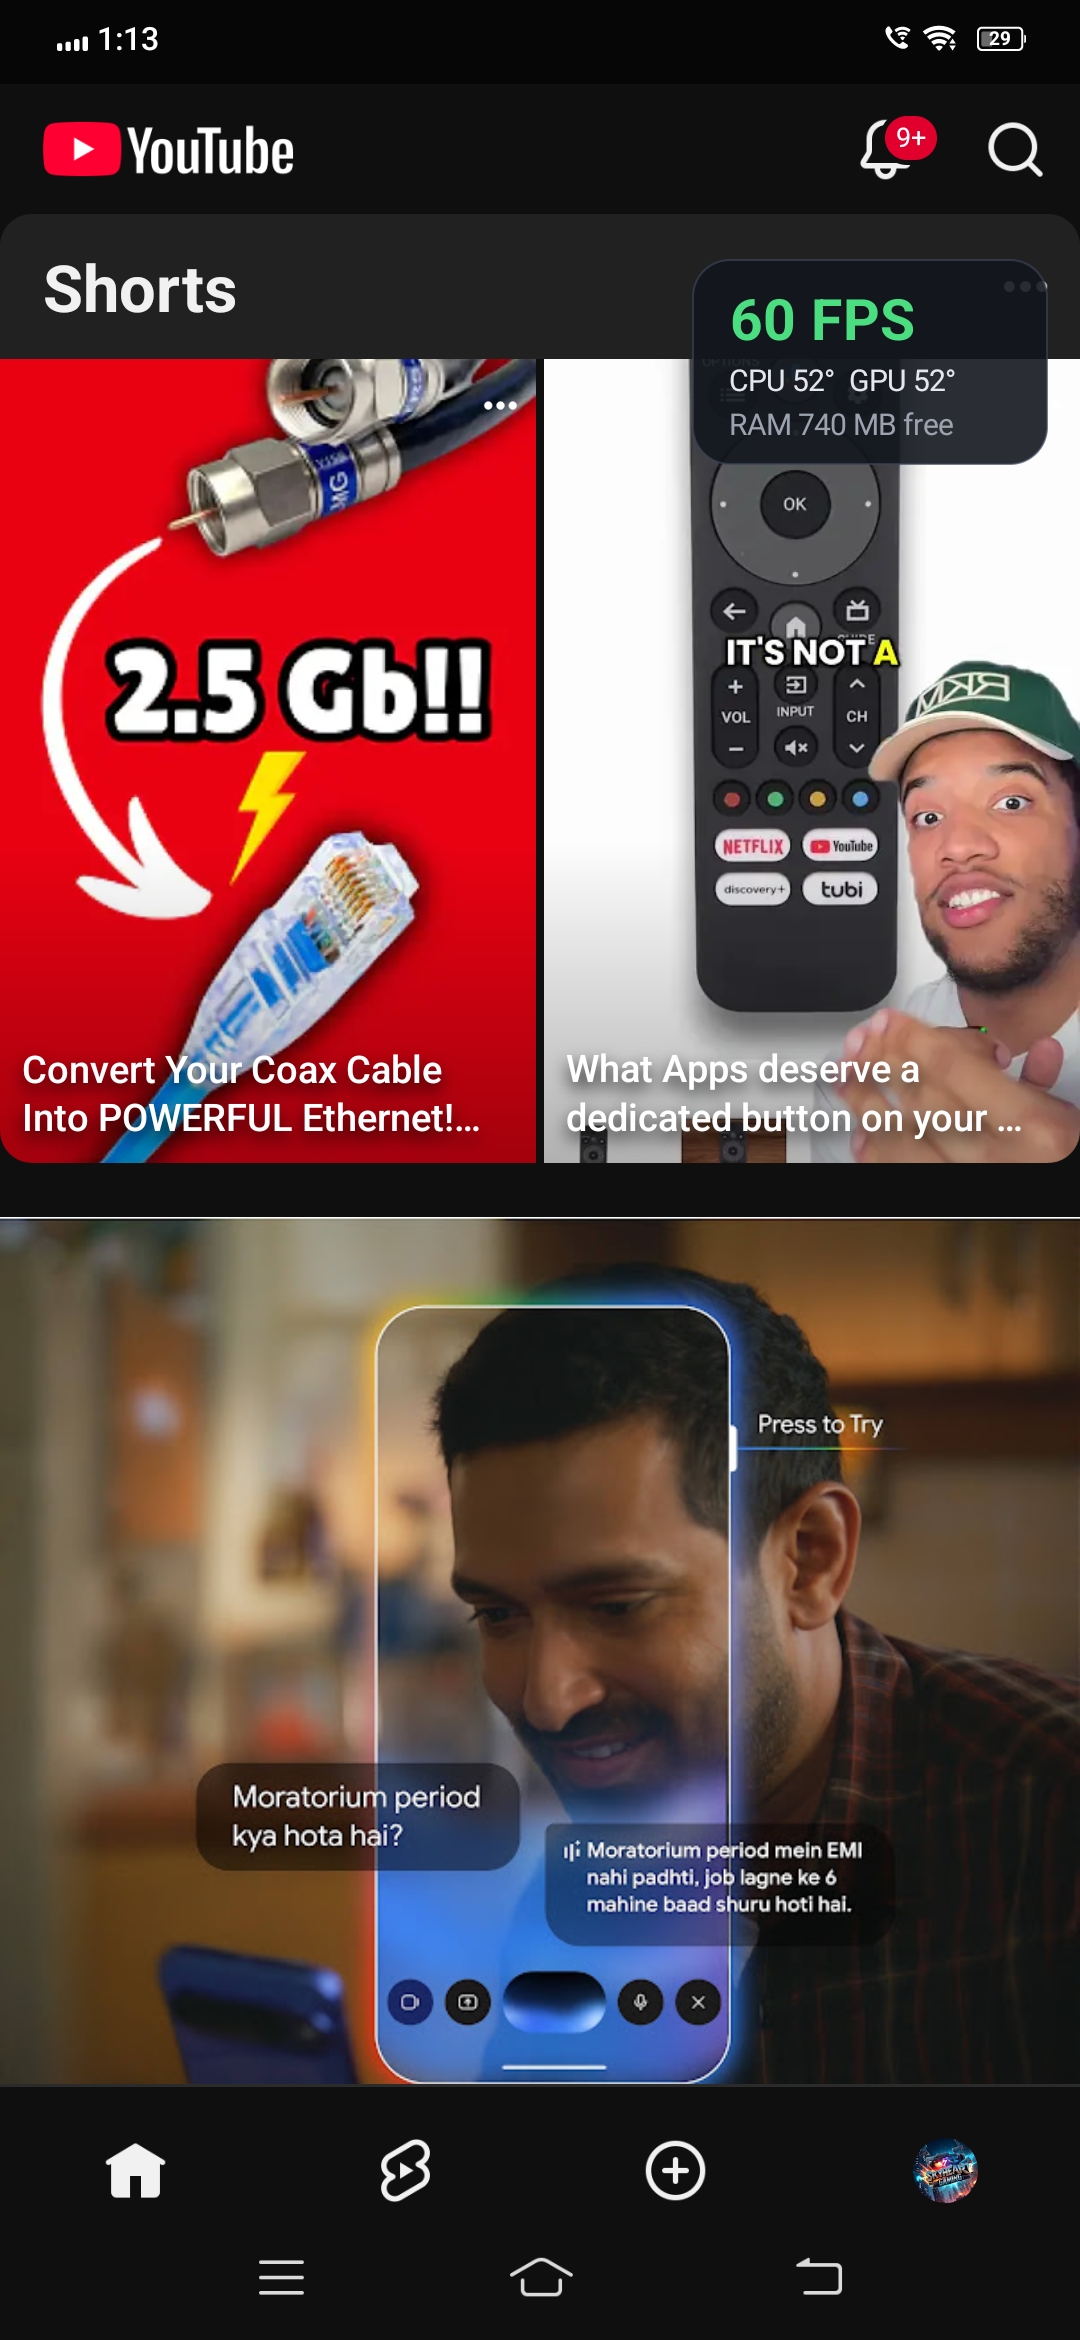 1:13
29
YouTube
9+
Shorts
60 FPS
CPU 52° GPU 52°
RAM 740 MB free
OK
2.5 Gb!!
IT'S NOT A
VOL
INPUT
CH
NETFLIX
YouTube
discovery+
tubi
Convert Your Coax Cable
Into POWERFUL Ethernet!...
What Apps deserve a
dedicated button on your ...
Press to Try
Moratorium period
kya hota hai?
Moratorium period mein EMI
nahi padhti, job lagne ke 6
mahine baad shuru hoti hai.